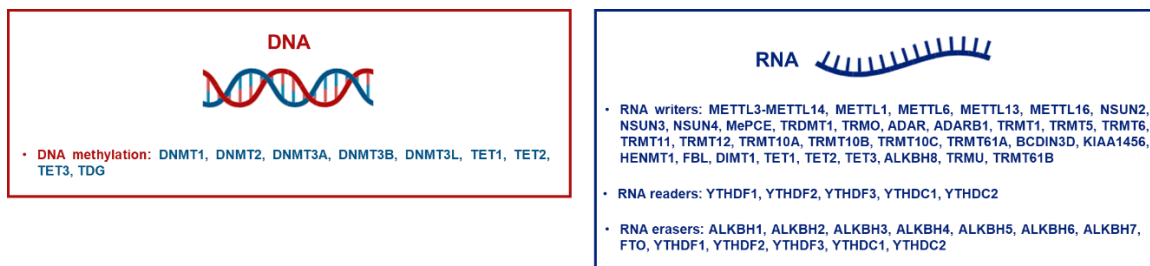 DNA
• DNA methylation: DNMT1, DNMT2, DNMT3A, DNMT3B, DNMT3L, TET1, TET2,
TET3, TDG
RNA
• RNA writers: METTL3-METTL14, METTL1, METTL6, METTL13, METTL16, NSUN2,
NSUN3, NSUN4, MePCE, TRDMT1, TRMO, ADAR, ADARB1, TRMT1, TRMT5, TRMT6,
TRMT11, TRMT12, TRMT10A, TRMT10B, TRMT10C, TRMT61A, BCDIN3D, KIAA1456,
HENMT1, FBL, DIMT1, TET1, TET2, TET3, ALKBH8, TRMU, TRMT61B
• RNA readers: YTHDF1, YTHDF2, YTHDF3, YTHDC1, YTHDC2
• RNA erasers: ALKBH1, ALKBH2, ALKBH3, ALKBH4, ALKBH5, ALKBH6, ALKBH7,
FTO, YTHDF1, YTHDF2, YTHDF3, YTHDC1, YTHDC2